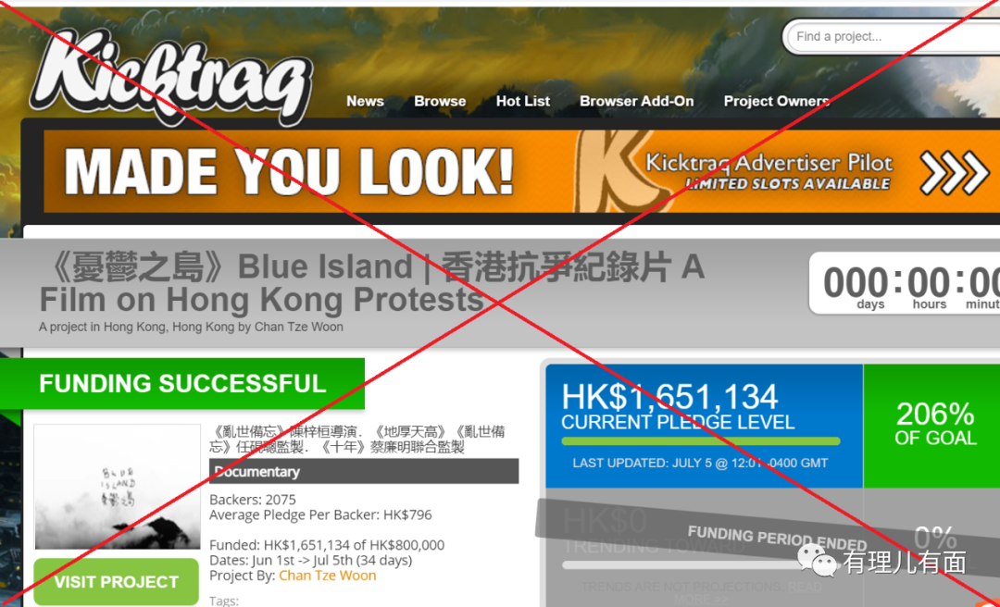 Kicktraq
Find a project...
News Browse Hot List Browser Add-On Project Owners
MADE YOU LOOK!
K
Kicktraq Advertiser Pilot
LIMITED SLOTS AVAILABLE
《憂鬱之島》Blue Island | 香港抗爭紀錄片 A
Film on Hong Kong Protests
A project in Hong Kong, Hong Kong by Chan Tze Woon
000:00:00
days hours minut
FUNDING SUCCESSFUL
BLUE
ISLAND
憂鬱之島
VISIT PROJECT
《亂世備忘》陳梓桓導演．《地厚天高》《亂世備
忘》任硯聰監製．《十年》蔡廉明聯合監製
Documentary
Backers: 2075
Average Pledge Per Backer: HK$796
Funded: HK$1,651,134 of HK$800,000
Dates: Jun 1st -> Jul 5th (34 days)
Project By: Chan Tze Woon
Tags:
HK$1,651,134
CURRENT PLEDGE LEVEL
LAST UPDATED: JULY 5 @ 12:01 -0400 GMT
206%
OF GOAL
HK$0
TRENDING TOWARD
0%
FUNDING PERIOD ENDED
TRENDS ARE NOT PROJECTIONS READ
MORE >>
有理儿有面